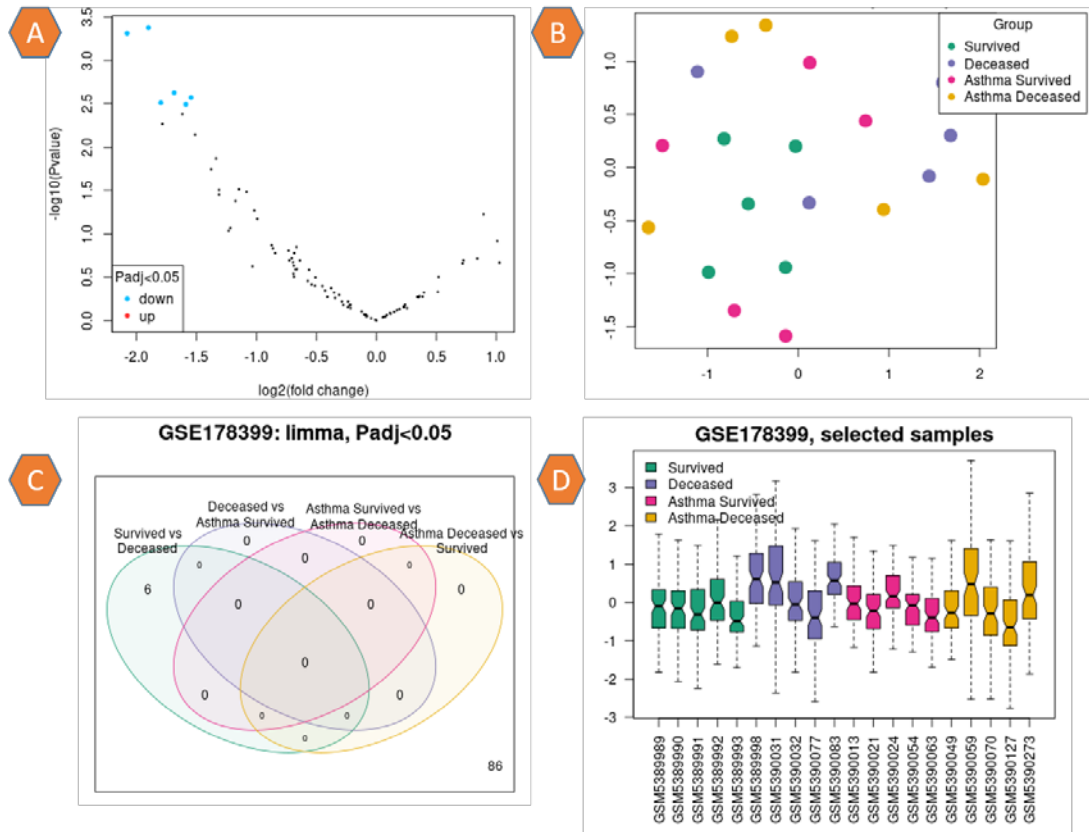 A
3.5
3.0
2.5
2.0
1.5
1.0
0.5
0.0
-log10(Pvalue)
Padj<0.05
down
up
-2.0 -1.5 -1.0 -0.5 0.0 0.5 1.0
log2(fold change)
B
1.0
0.5
0.0
-0.5
-1.0
-1.5
Group
Survived
Deceased
Asthma Survived
Asthma Deceased
-1 0 1 2
C
GSE178399: limma, Padj<0.05
Survived vs
Deceased
Deceased vs
Asthma Survived
Asthma Survived vs
Asthma Deceased
Asthma Deceased vs
Survived
0 0
6 0 0 0 0
0 0
0
0 0
0 0
0
86
D
GSE178399, selected samples
Survived
Deceased
Asthma Survived
Asthma Deceased
3
2
1
0
-1
-2
-3
GSM5389989
GSM5389990
GSM5389991
GSM5389992
GSM5389993
GSM5389998
GSM5390031
GSM5390032
GSM5390077
GSM5390083
GSM5390013
GSM5390021
GSM5390024
GSM5390054
GSM5390063
GSM5390049
GSM5390059
GSM5390070
GSM5390127
GSM5390273